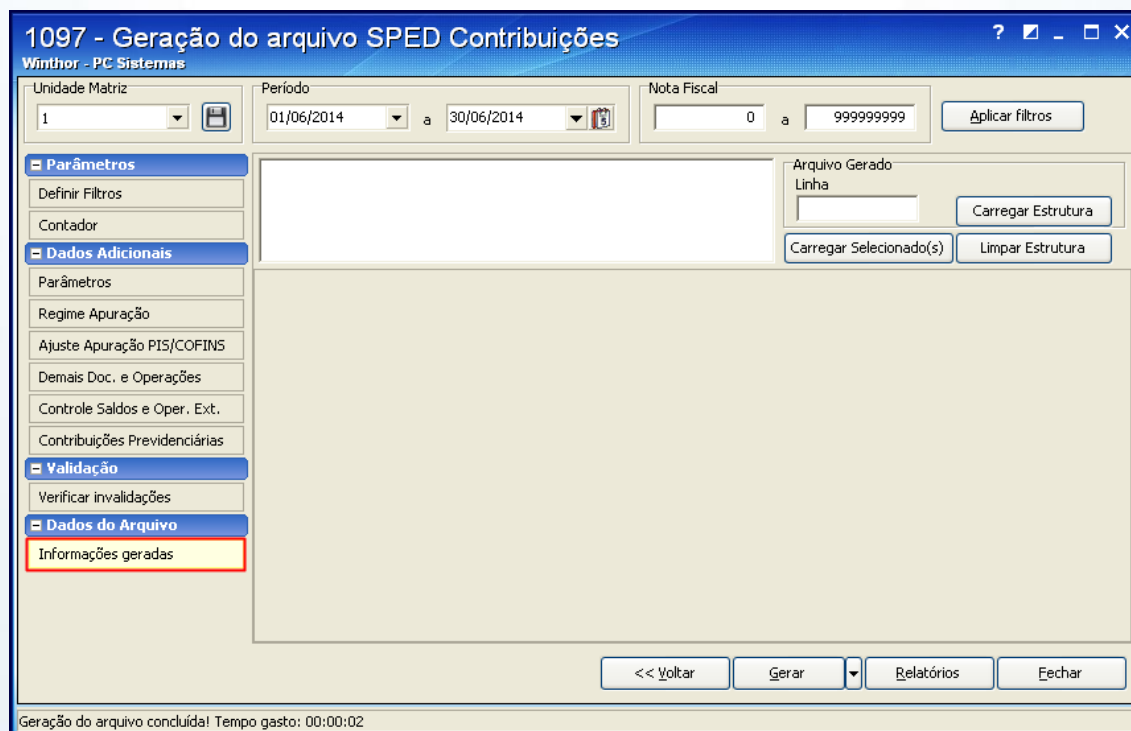 1097 - Geração do arquivo SPED Contribuições
Winthor - PC Sistemas
Unidade Matriz
1
Período
01/06/2014 a 30/06/2014
Nota Fiscal
0 a 999999999
Aplicar filtros
Parâmetros
Definir Filtros
Contador
Dados Adicionais
Parâmetros
Regime Apuração
Ajuste Apuração PIS/COFINS
Demais Doc. e Operações
Controle Saldos e Oper. Ext.
Contribuições Previdenciárias
Validação
Verificar invalidações
Dados do Arquivo
Informações geradas
Arquivo Gerado
Linha
Carregar Estrutura
Carregar Selecionado(s)
Limpar Estrutura
<< Voltar
Gerar
Relatórios
Fechar
Geração do arquivo concluída! Tempo gasto: 00:00:02